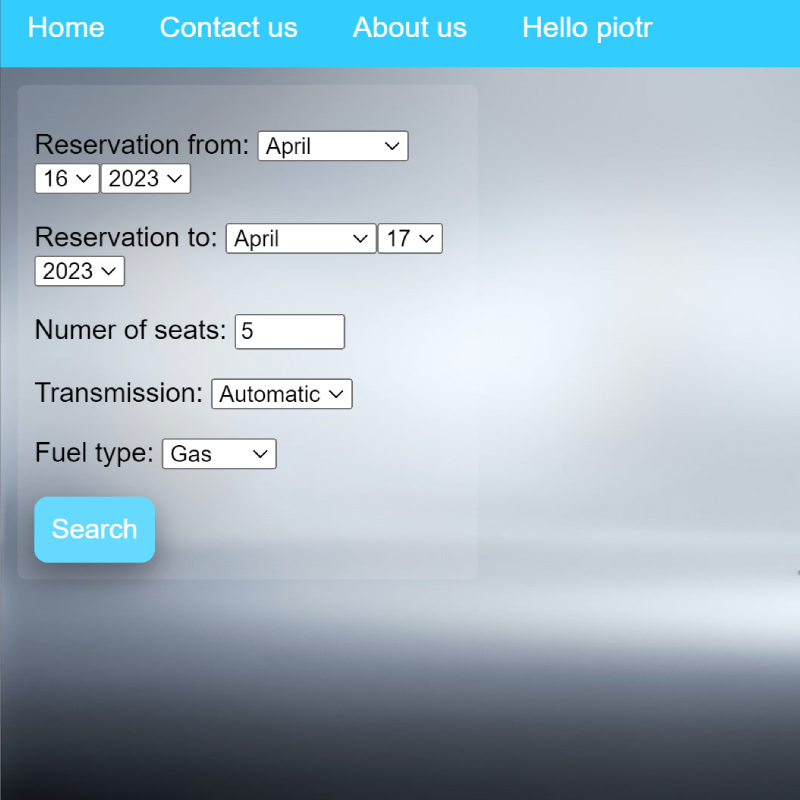 Home Contact us About us Hello piotr
Reservation from: April
16 2023
Reservation to: April 17
2023
Numer of seats: 5
Transmission: Automatic
Fuel type: Gas
Search